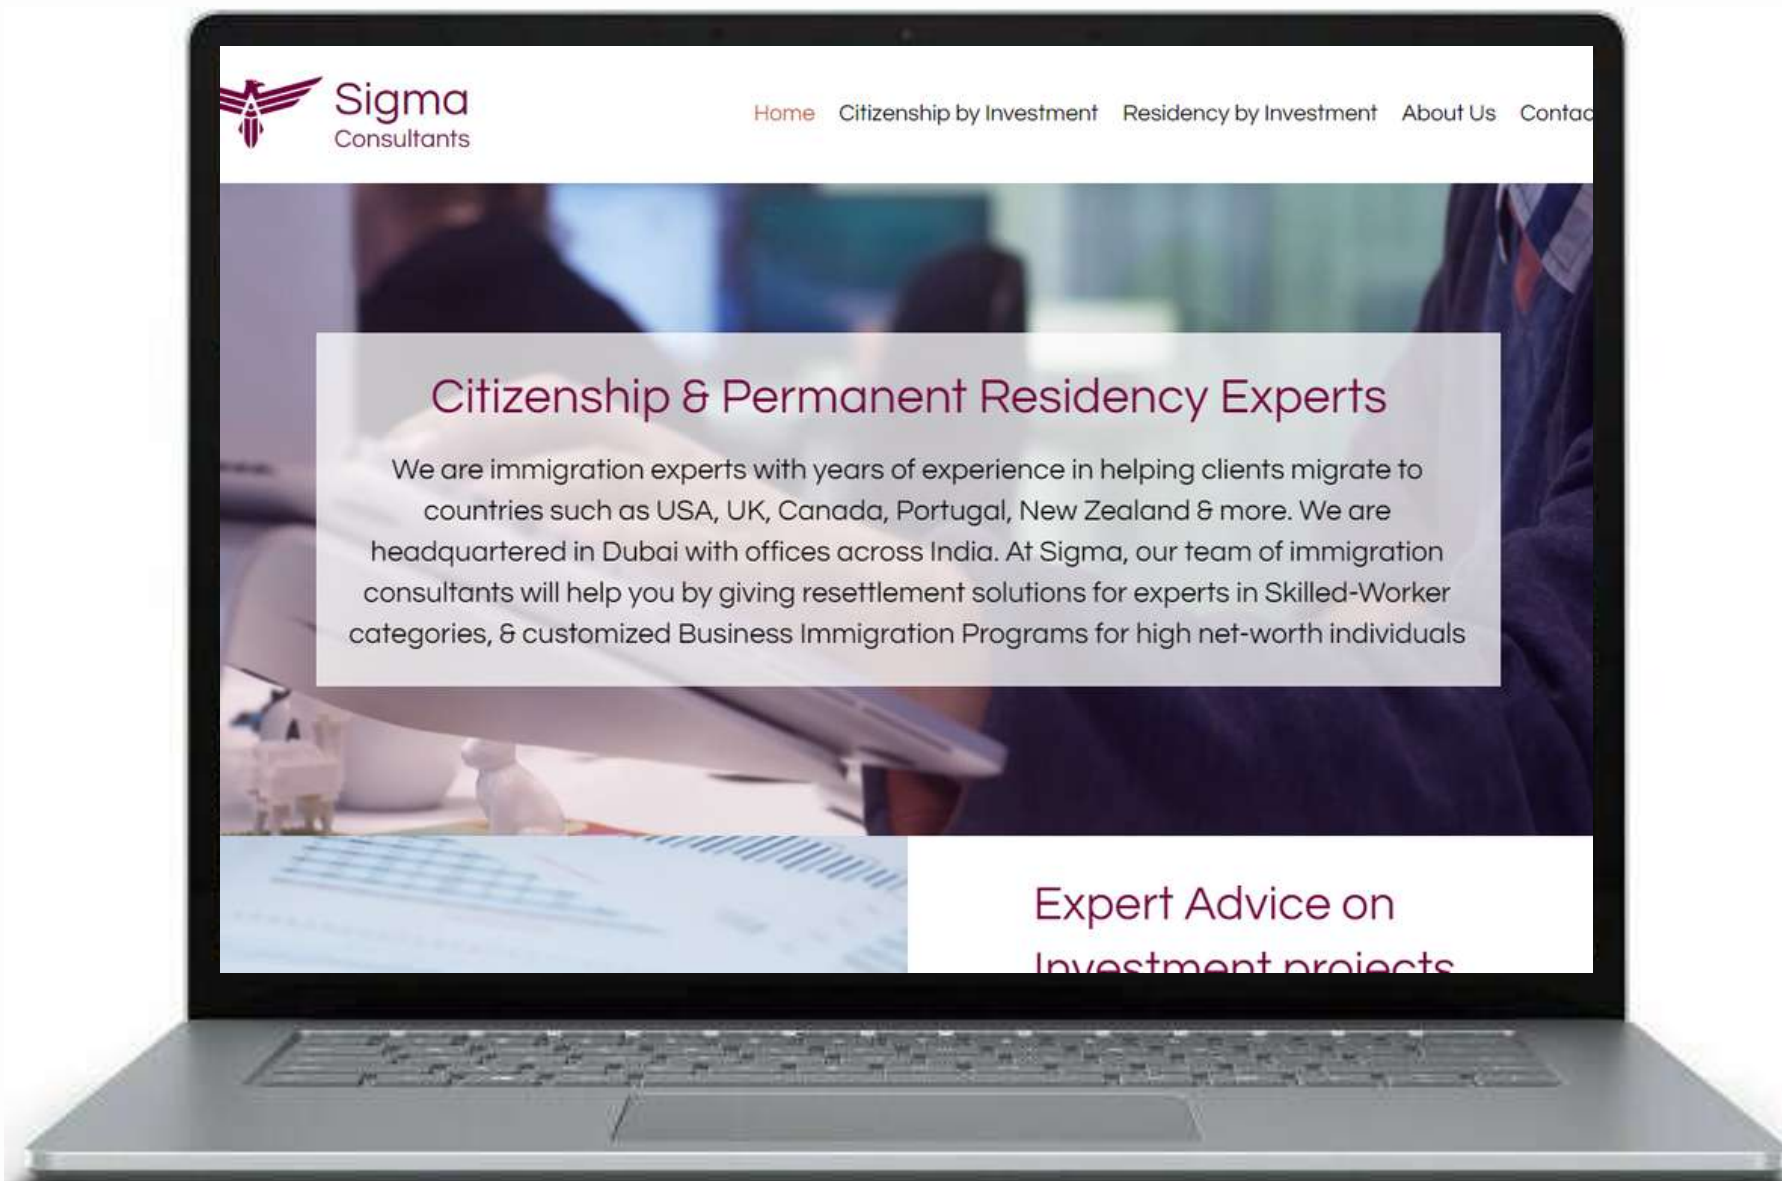 Sigma
Consultants
Home Citizenship by Investment Residency by Investment About Us Contac
Citizenship & Permanent Residency Experts
We are immigration experts with years of experience in helping clients migrate to
countries such as USA, UK, Canada, Portugal, New Zealand & more. We are
headquartered in Dubai with offices across India. At Sigma, our team of immigration
consultants will help you by giving resettlement solutions for experts in Skilled-Worker
categories, & customized Business Immigration Programs for high net-worth individuals
Expert Advice on
Investment projects